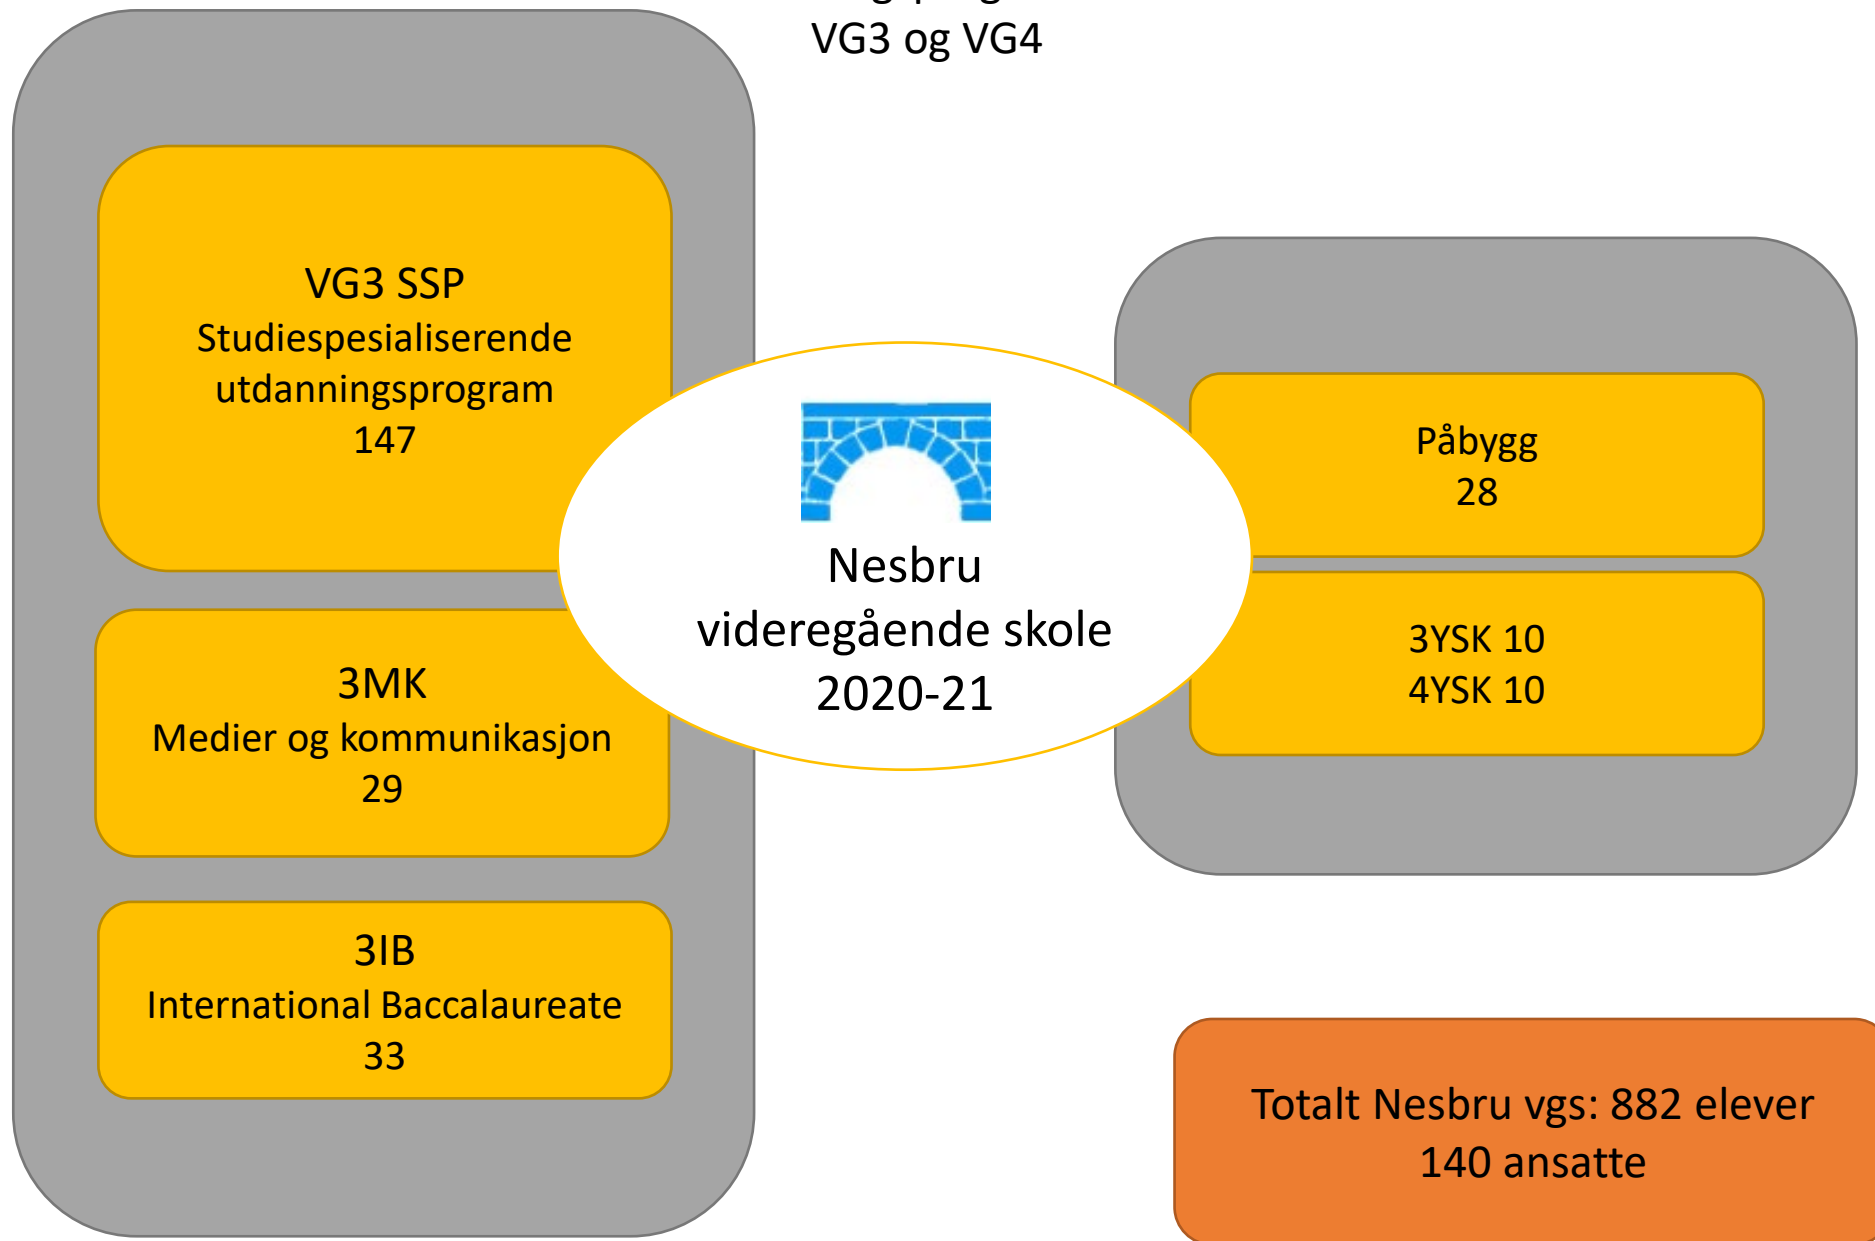 VG3 og VG4
VG3 SSP
Studiespesialiserende
utdanningsprogram
147
3MK
Medier og kommunikasjon
29
3IB
International Baccalaureate
33
Nesbru
videregående skole
2020-21
Påbygg
28
3YSK 10
4YSK 10
Totalt Nesbru vgs: 882 elever
140 ansatte